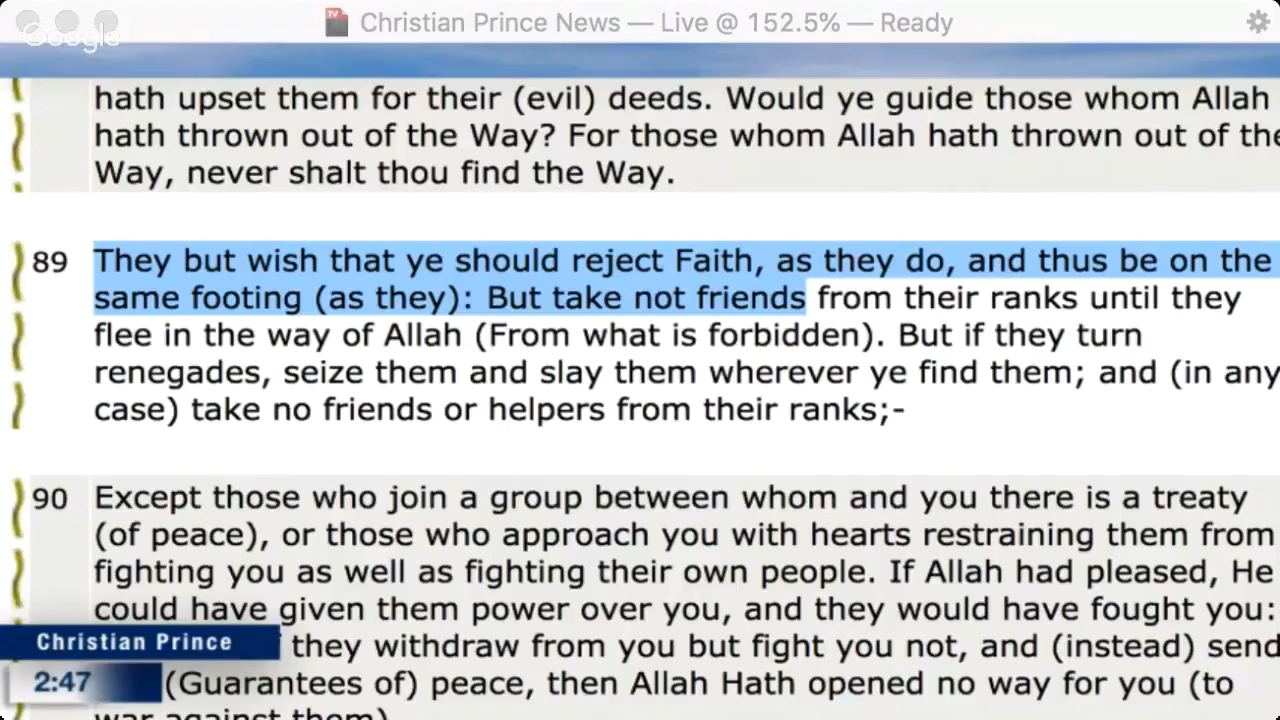 Christian Prince News — Live @ 152.5% — Ready
Google
hath upset them for their (evil) deeds. Would ye guide those whom Allah
hath thrown out of the Way? For those whom Allah hath thrown out of the
Way, never shalt thou find the Way.
89 They but wish that ye should reject Faith, as they do, and thus be on the
same footing (as they): But take not friends from their ranks until they
flee in the way of Allah (From what is forbidden). But if they turn
renegades, seize them and slay them wherever ye find them; and (in any
case) take no friends or helpers from their ranks;-
90 Except those who join a group between whom and you there is a treaty
(of peace), or those who approach you with hearts restraining them from
fighting you as well as fighting their own people. If Allah had pleased, He
could have given them power over you, and they would have fought you:
they withdraw from you but fight you not, and (instead) send
(Guarantees of) peace, then Allah Hath opened no way for you (to
war against them)
Christian Prince
2:47